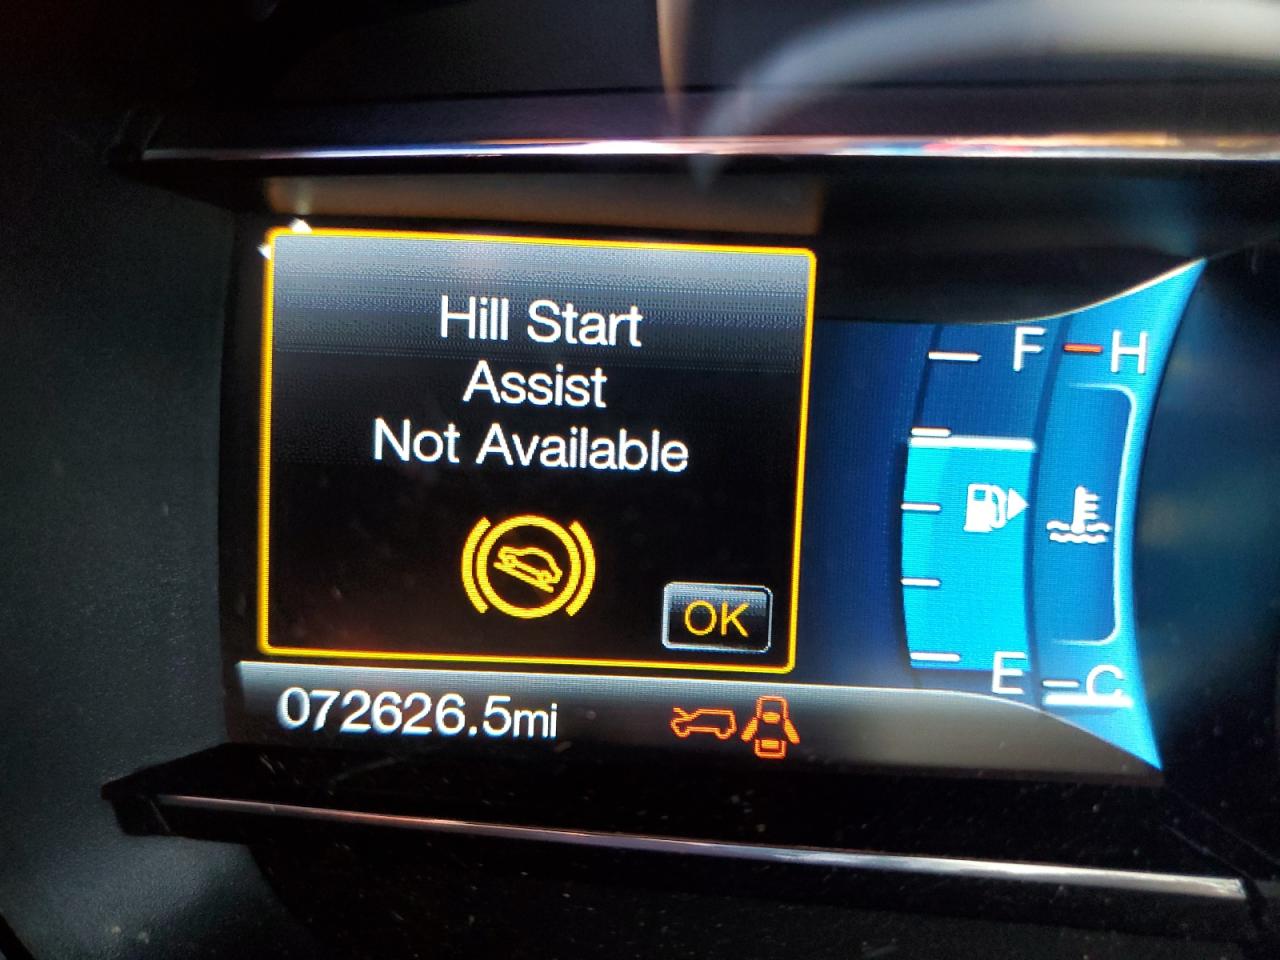 Hill Start
Assist
Not Available
OK
F
H
E
C
072626.5mi